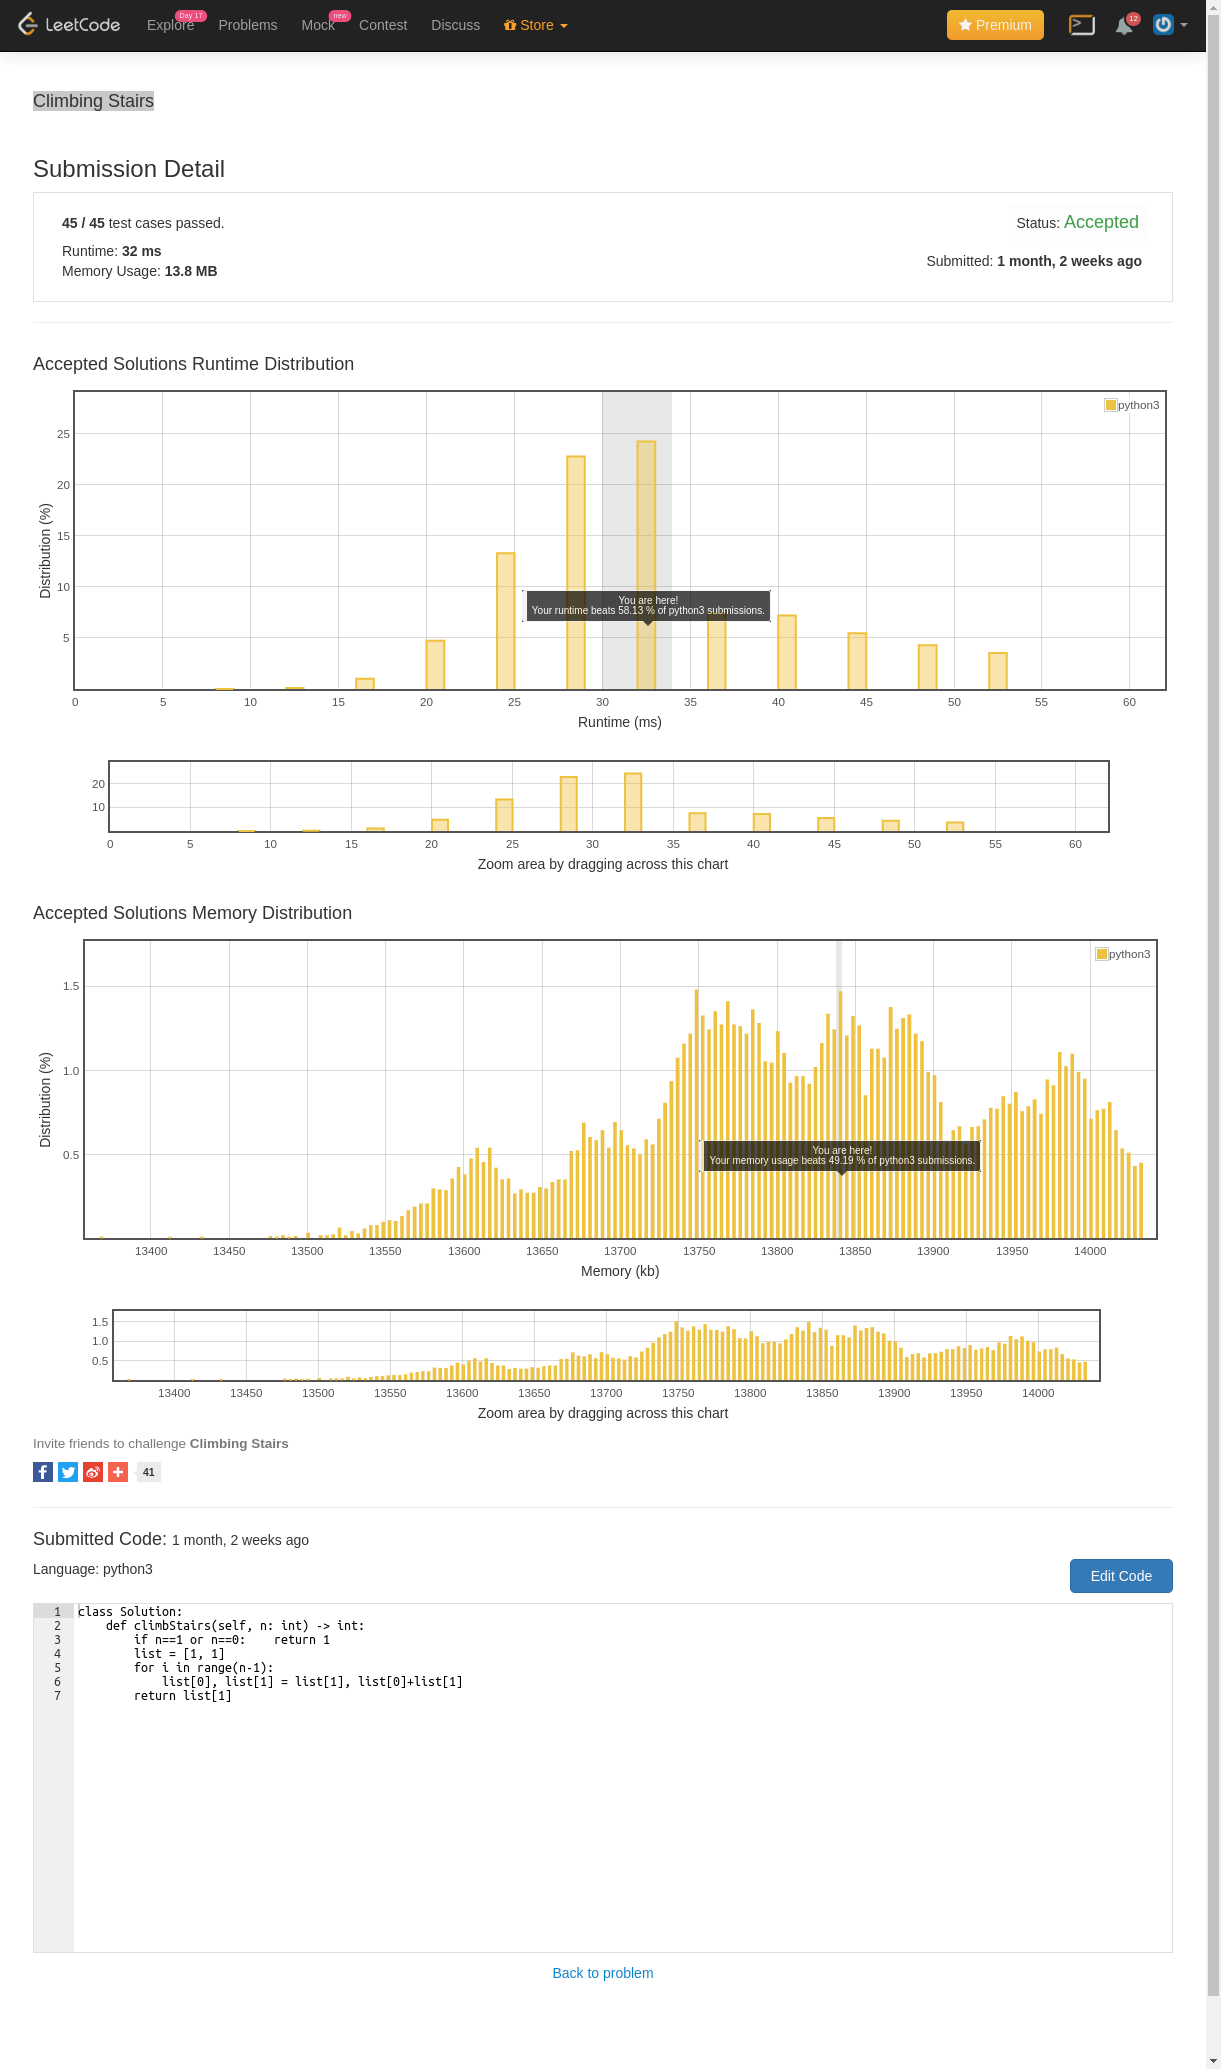 LeetCode Explore Day 17 Problems Mock new Contest Discuss Store Premium 12
Climbing Stairs
Submission Detail
45 / 45 test cases passed.
Status: Accepted
Runtime: 32 ms
Submitted: 1 month, 2 weeks ago
Memory Usage: 13.8 MB
Accepted Solutions Runtime Distribution
python3
Distribution (%)
25
20
15
10
5
You are here!
Your runtime beats 58.13 % of python3 submissions.
0 5 10 15 20 25 30 35 40 45 50 55 60
Runtime (ms)
20
10
0 5 10 15 20 25 30 35 40 45 50 55 60
Zoom area by dragging across this chart
Accepted Solutions Memory Distribution
python3
Distribution (%)
1.5
1.0
0.5
You are here!
Your memory usage beats 49.19 % of python3 submissions.
13400 13450 13500 13550 13600 13650 13700 13750 13800 13850 13900 13950 14000
Memory (kb)
1.5
1.0
0.5
13400 13450 13500 13550 13600 13650 13700 13750 13800 13850 13900 13950 14000
Zoom area by dragging across this chart
Invite friends to challenge Climbing Stairs
41
Submitted Code: 1 month, 2 weeks ago
Language: python3
Edit Code
1 class Solution:
2     def climbStairs(self, n: int) -> int:
3         if n==1 or n==0:    return 1
4         list = [1, 1]
5         for i in range(n-1):
6             list[0], list[1] = list[1], list[0]+list[1]
7         return list[1]
Back to problem